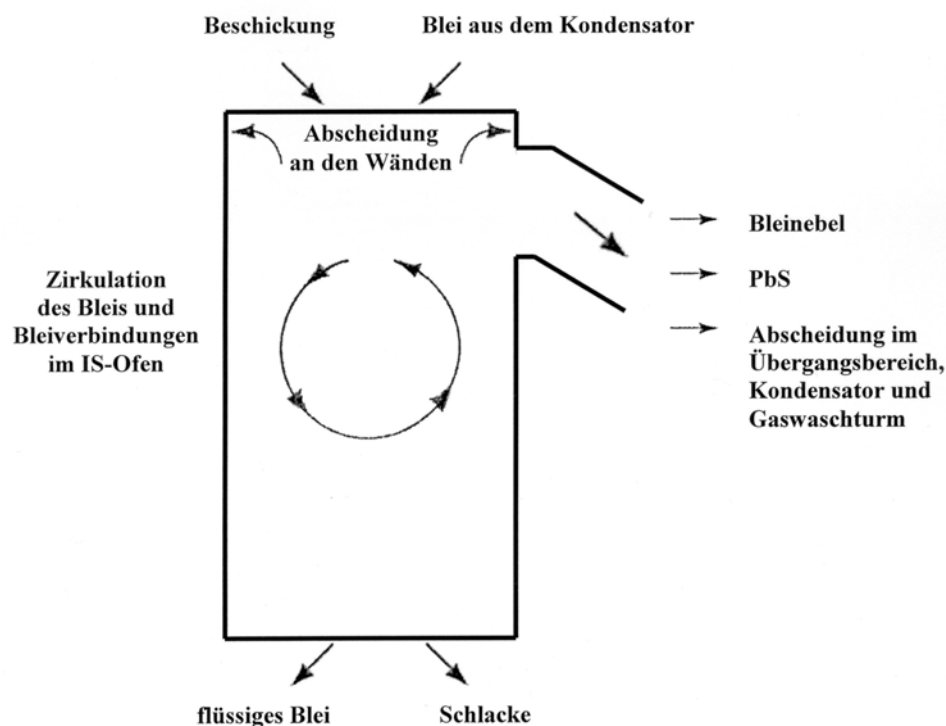 Beschickung
Blei aus dem Kondensator
Abscheidung
an den Wänden
Bleinebel
PbS
Abscheidung im
Übergangsbereich,
Kondensator und
Gaswaschturm
Zirkulation
des Bleis und
Bleiverbindungen
im IS-Ofen
flüssiges Blei
Schlacke